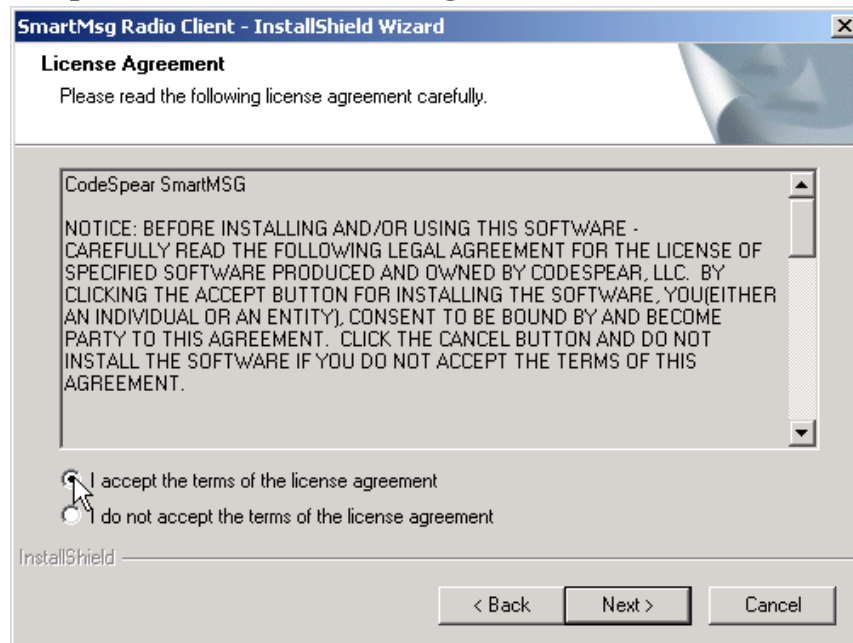 SmartMsg Radio Client - InstallShield Wizard
License Agreement
Please read the following license agreement carefully.
CodeSpear SmartMSG
NOTICE: BEFORE INSTALLING AND/OR USING THIS SOFTWARE -
CAREFULLY READ THE FOLLOWING LEGAL AGREEMENT FOR THE LICENSE OF
SPECIFIED SOFTWARE PRODUCED AND OWNED BY CODESPEAR, LLC. BY
CLICKING THE ACCEPT BUTTON FOR INSTALLING THE SOFTWARE, YOU(EITHER
AN INDIVIDUAL OR AN ENTITY), CONSENT TO BE BOUND BY AND BECOME
PARTY TO THIS AGREEMENT. CLICK THE CANCEL BUTTON AND DO NOT
INSTALL THE SOFTWARE IF YOU DO NOT ACCEPT THE TERMS OF THIS
AGREEMENT.
I accept the terms of the license agreement
I do not accept the terms of the license agreement
InstallShield
< Back Next > Cancel